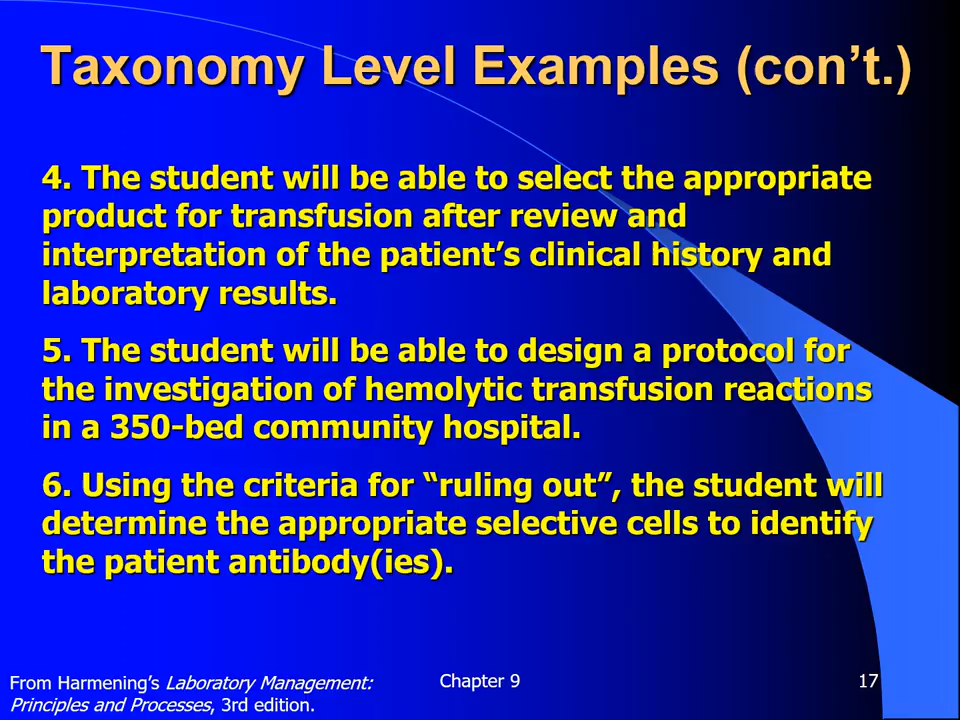 Taxonomy Level Examples (con’t.)
4. The student will be able to select the appropriate
product for transfusion after review and
interpretation of the patient’s clinical history and
laboratory results.
5. The student will be able to design a protocol for
the investigation of hemolytic transfusion reactions
in a 350-bed community hospital.
6. Using the criteria for “ruling out”, the student will
determine the appropriate selective cells to identify
the patient antibody(ies).
From Harmening’s Laboratory Management:
Principles and Processes, 3rd edition.
Chapter 9
17